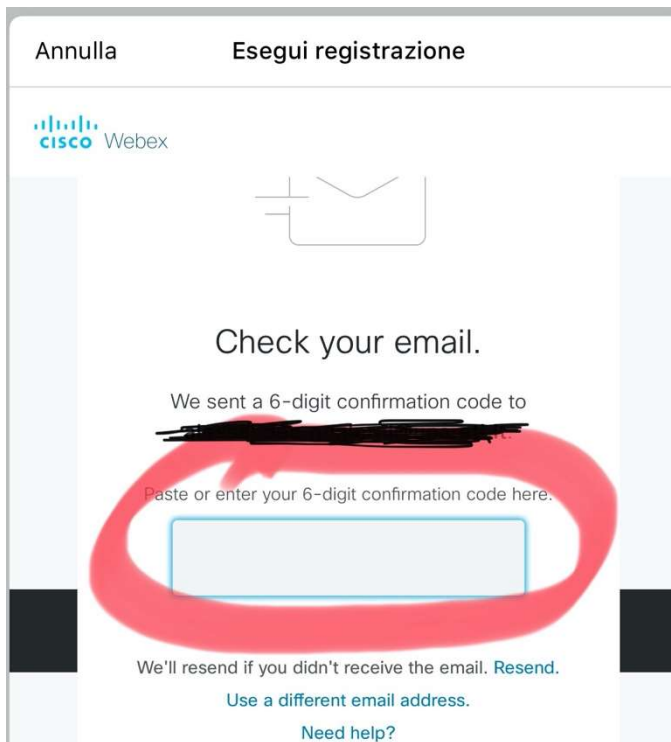 Annulla Esegui registrazione
CISCO Webex
Check your email.
We sent a 6-digit confirmation code to
Paste or enter your 6-digit confirmation code here.
We'll resend if you didn't receive the email. Resend.
Use a different email address.
Need help?